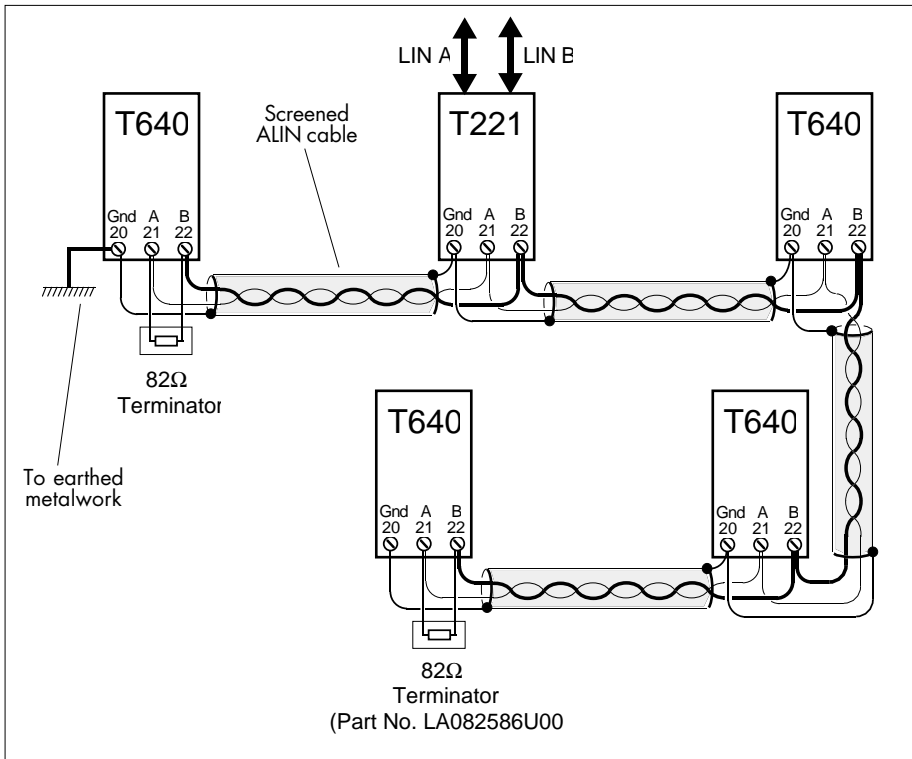 LIN A
LIN B
T640
Screened
ALIN cable
T221
T640
Gnd A B
20 21 22
Gnd A B
20 21 22
Gnd A B
20 21 22
82Ω
Terminator
T640
T640
To earthed
metalwork
Gnd A B
20 21 22
Gnd A B
20 21 22
82Ω
Terminator
(Part No. LA082586U00